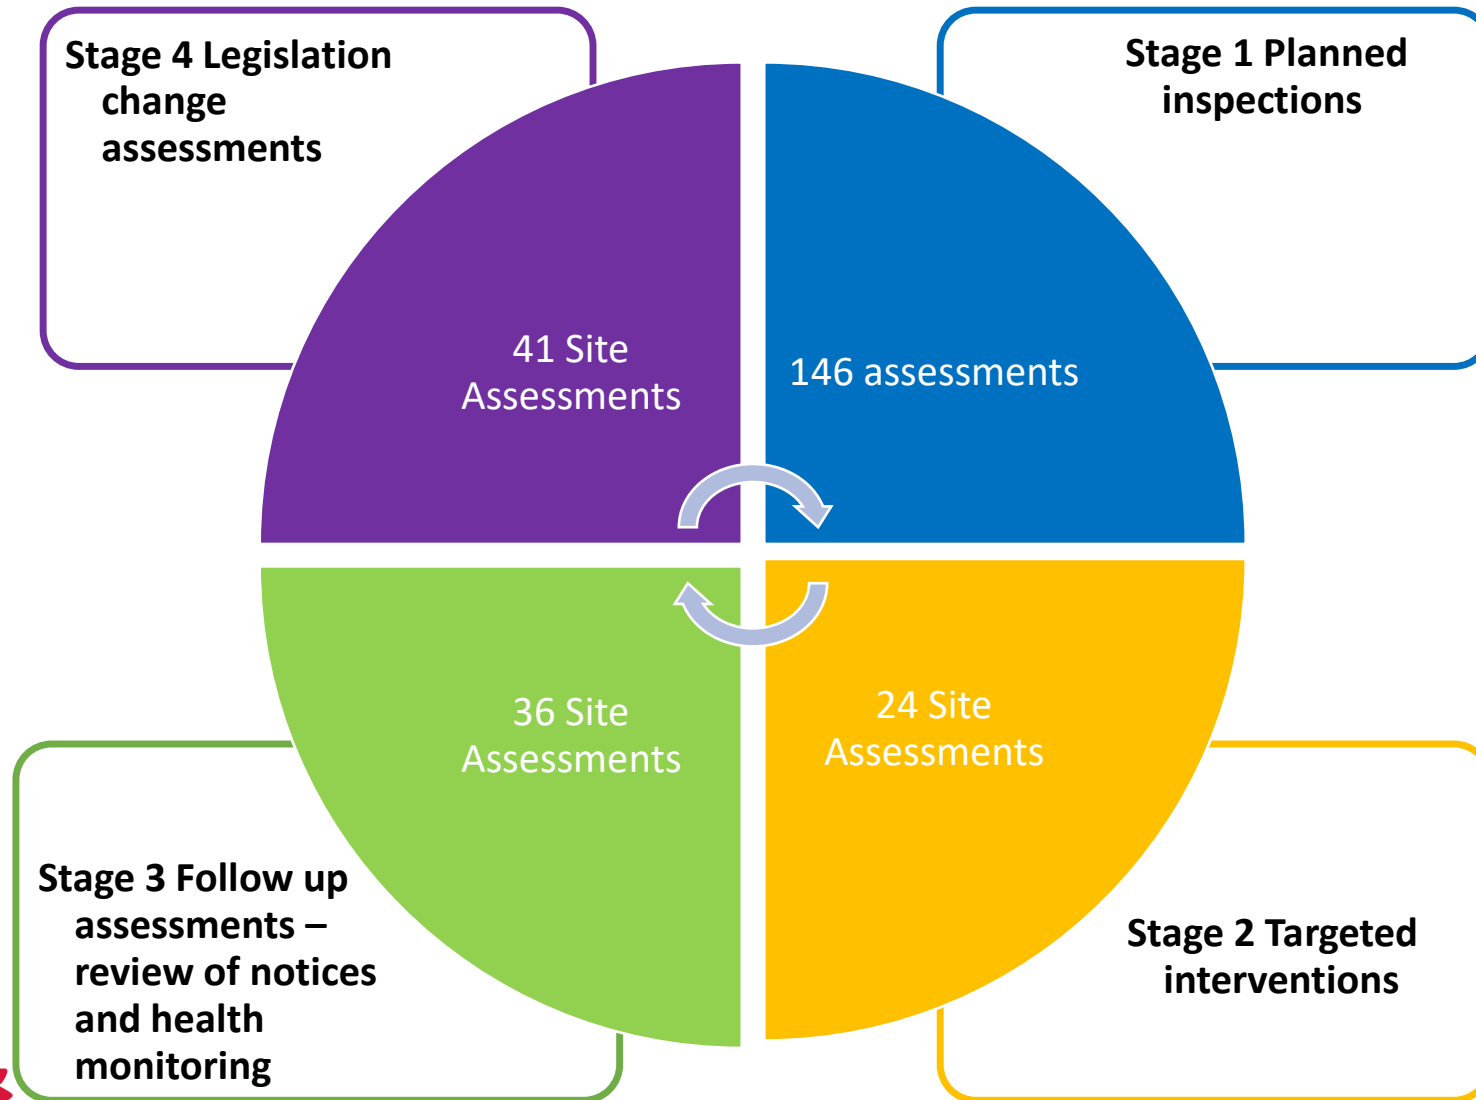 Stage 4 Legislation
change
assessments
Stage 1 Planned
inspections
41 Site
Assessments
146 assessments
36 Site
Assessments
24 Site
Assessments
Stage 3 Follow up
assessments –
review of notices
and health
monitoring
Stage 2 Targeted
interventions